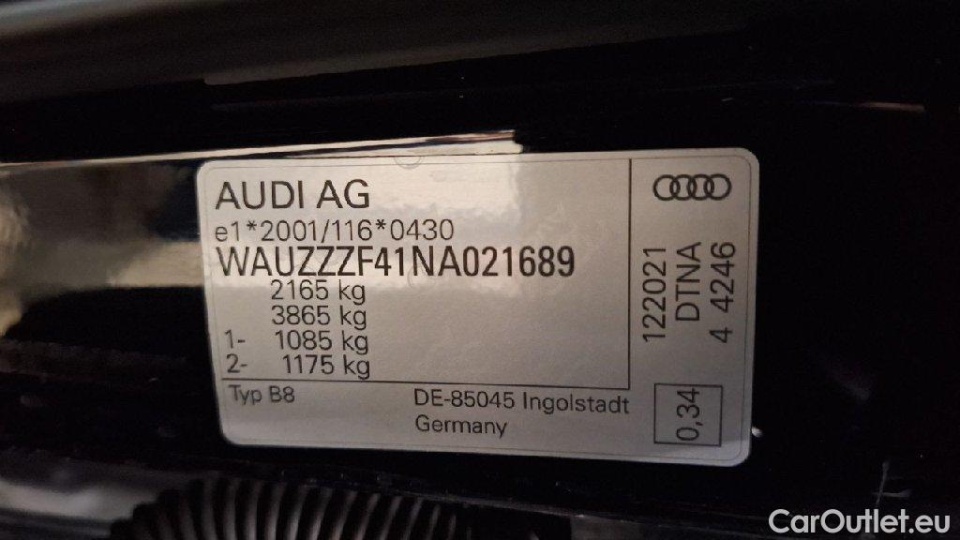 AUDI AG
e1*2001/116*0430
WAUZZZF41NA021689
2165 kg
3865 kg
1- 1085 kg
2- 1175 kg
Typ B8
DE-85045 Ingolstadt
Germany
122021
DTNA
4 4246
0,34
CarOutlet.eu